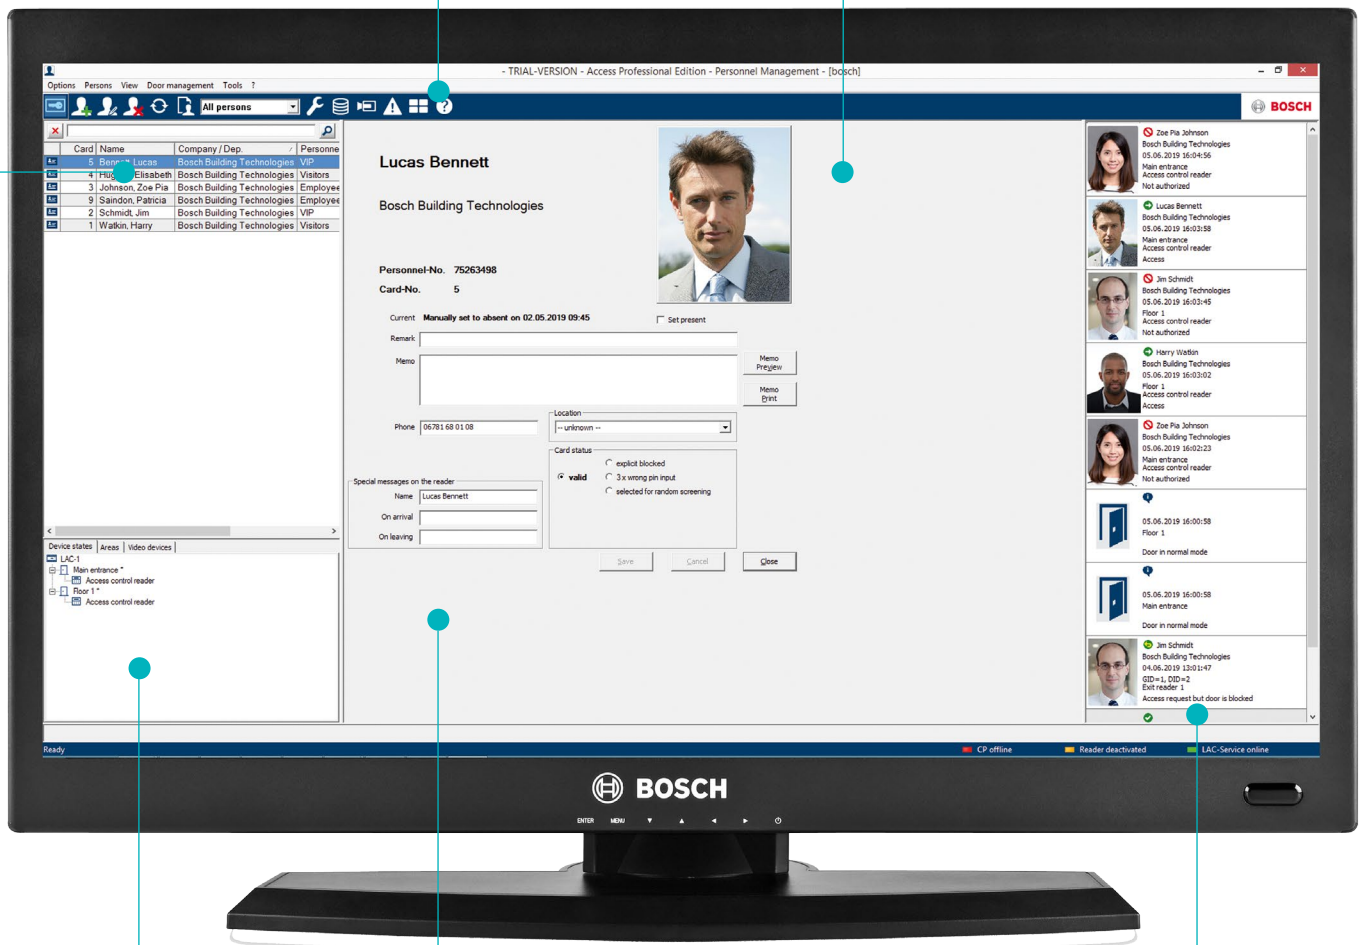 - TRIAL-VERSION - Access Professional Edition - Personnel Management - [bosch]
Options Persons View Door management Tools ?
All persons
BOSCH
Card Name Company / Dep. Personne
5 Bennett, Lucas Bosch Building Technologies VIP
4 Elisabeth Bosch Building Technologies Visitors
3 Johnson, Zoe Pia Bosch Building Technologies Employee
9 Saindon, Patricia Bosch Building Technologies Employee
2 Schmidt, Jim Bosch Building Technologies VIP
1 Watkin, Harry Bosch Building Technologies Visitors
Device states Areas Video devices
LAC-1
Main entrance *
Access control reader
Floor 1 *
Access control reader
Lucas Bennett
Bosch Building Technologies
Personnel-No. 75263498
Card-No. 5
Current Manually set to absent on 02.05.2019 09:45
Set present
Remark
Memo
Memo
Preview
Memo
Print
Phone 06781 68 01 08
Location
-- unknown --
Card status
valid
explicit blocked
3 x wrong pin input
selected for random screening
Special messages on the reader
Name Lucas Bennett
On arrival
On leaving
Save Cancel Close
Zoe Pia Johnson
Bosch Building Technologies
05.06.2019 16:04:56
Main entrance
Access control reader
Not authorized
Lucas Bennett
Bosch Building Technologies
05.06.2019 16:03:58
Main entrance
Access control reader
Access
Jim Schmidt
Bosch Building Technologies
05.06.2019 16:03:45
Floor 1
Access control reader
Not authorized
Harry Watkin
Bosch Building Technologies
05.06.2019 16:03:02
Floor 1
Access control reader
Access
Zoe Pia Johnson
Bosch Building Technologies
05.06.2019 16:02:23
Main entrance
Access control reader
Not authorized
05.06.2019 16:00:58
Floor 1
Door in normal mode
05.06.2019 16:00:58
Main entrance
Door in normal mode
Jim Schmidt
Bosch Building Technologies
04.06.2019 13:01:47
GID=1, DID=2
Exit reader 1
Access request but door is blocked
Ready
CP offline Reader deactivated LAC-Service online
BOSCH
ENTER MENU